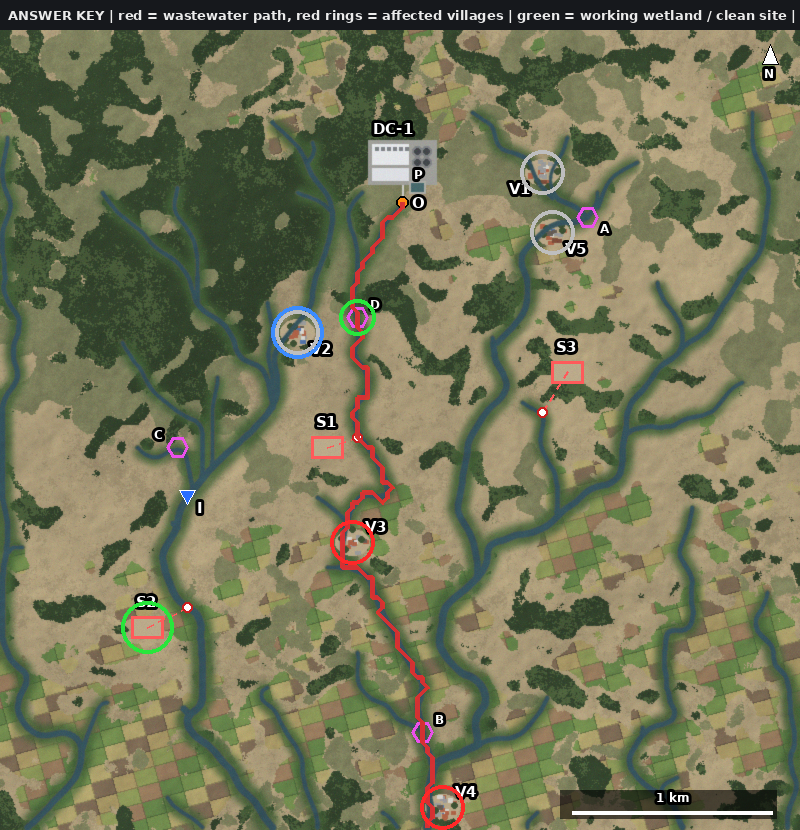 ANSWER KEY | red = wastewater path, red rings = affected villages | green = working wetland / clean site |
N
DC-1
P
O
V1
A
V5
D
V2
S3
S1
C
I
V3
S2
B
V4
1 km